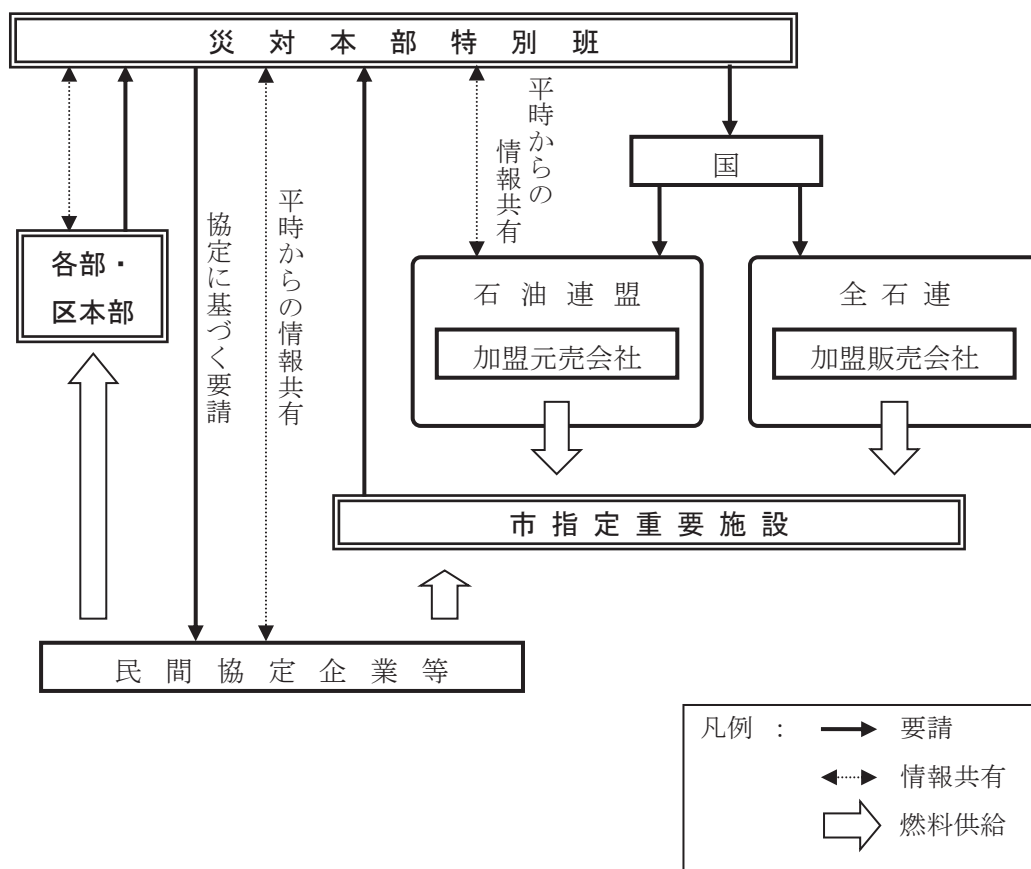 災対本部特別班
平時からの
情報共有
国
協定に基づく要請
平時からの情報共有
各部・
区本部
石油連盟
加盟元売会社
全石連
加盟販売会社
市指定重要施設
民間協定企業等
凡例 : 要請
情報共有
燃料供給